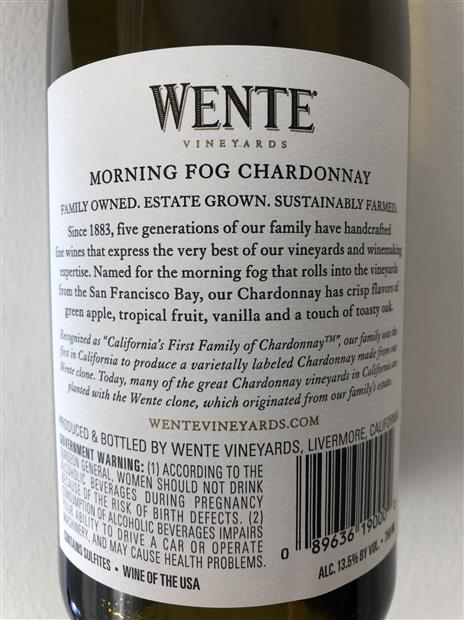 WENTE
VINEYARDS
MORNING FOG CHARDONNAY
FAMILY OWNED. ESTATE GROWN. SUSTAINABLY FARMED.
Since 1883, five generations of our family have handcrafted
fine wines that express the very best of our vineyards and winemaking
expertise. Named for the morning fog that rolls into the vineyards
from the San Francisco Bay, our Chardonnay has crisp flavors of
green apple, tropical fruit, vanilla and a touch of toasty oak.
Recognized as "California's First Family of Chardonnay™", our family was the
first in California to produce a varietally labeled Chardonnay made from our
Wente clone. Today, many of the great Chardonnay vineyards in California are
planted with the Wente clone, which originated from our family's estate.
WENTEVINEYARDS.COM
PRODUCED & BOTTLED BY WENTE VINEYARDS, LIVERMORE, CALIFORNIA
GOVERNMENT WARNING: (1) ACCORDING TO THE
SURGEON GENERAL, WOMEN SHOULD NOT DRINK
ALCOHOLIC BEVERAGES DURING PREGNANCY
BECAUSE OF THE RISK OF BIRTH DEFECTS. (2)
CONSUMPTION OF ALCOHOLIC BEVERAGES IMPAIRS
YOUR ABILITY TO DRIVE A CAR OR OPERATE
MACHINERY, AND MAY CAUSE HEALTH PROBLEMS.
CONTAINS SULFITES • WINE OF THE USA
0 89636 19000
ALC. 13.5% BY VOL. •